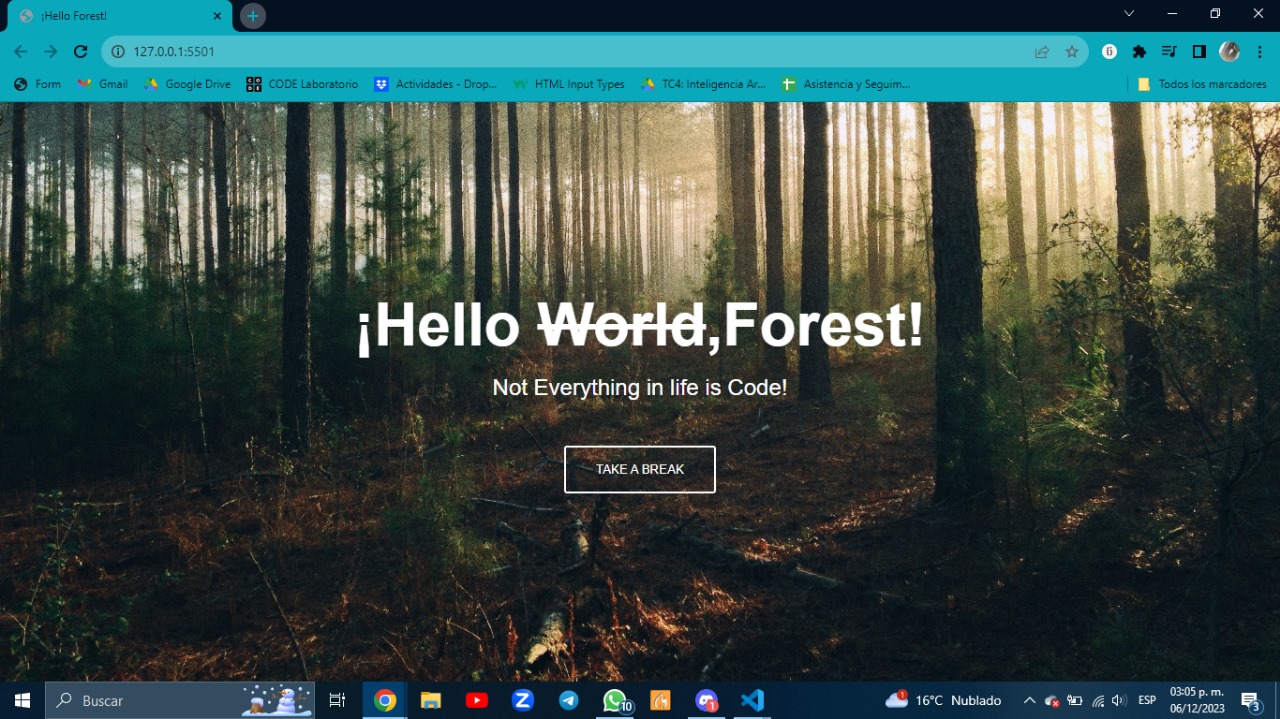 ¡Hello Forest!
127.0.0.1:5501
Form Gmail Google Drive CODE Laboratorio Actividades - Drop... HTML Input Types TC4: Inteligencia Ar... Asistencia y Seguim... Todos los marcadores
¡Hello World,Forest!
Not Everything in life is Code!
TAKE A BREAK
Buscar
10
1
1
16°C Nublado
ESP
03:05 p. m.
06/12/2023
3